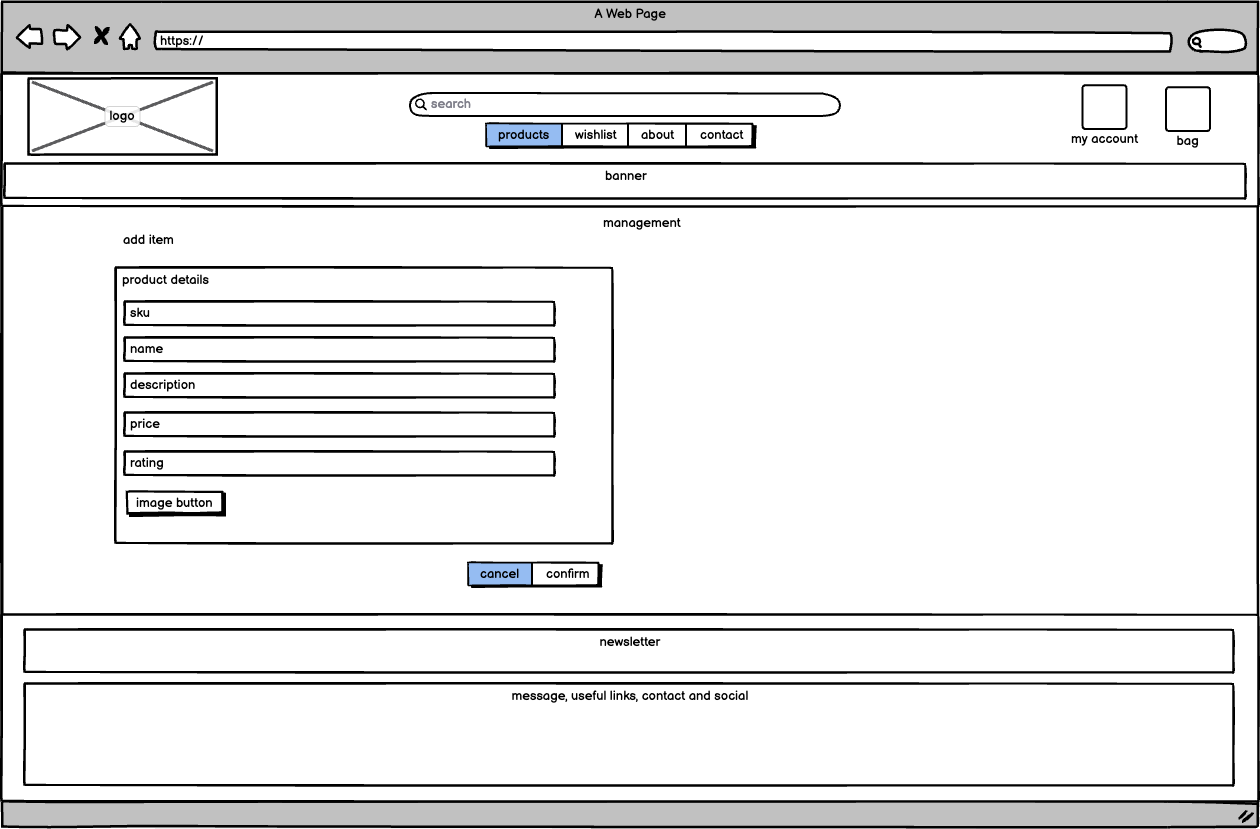 A Web Page
https://
logo
search
products wishlist about contact
my account
bag
banner
management
add item
product details
sku
name
description
price
rating
image button
cancel confirm
newsletter
message, useful links, contact and social